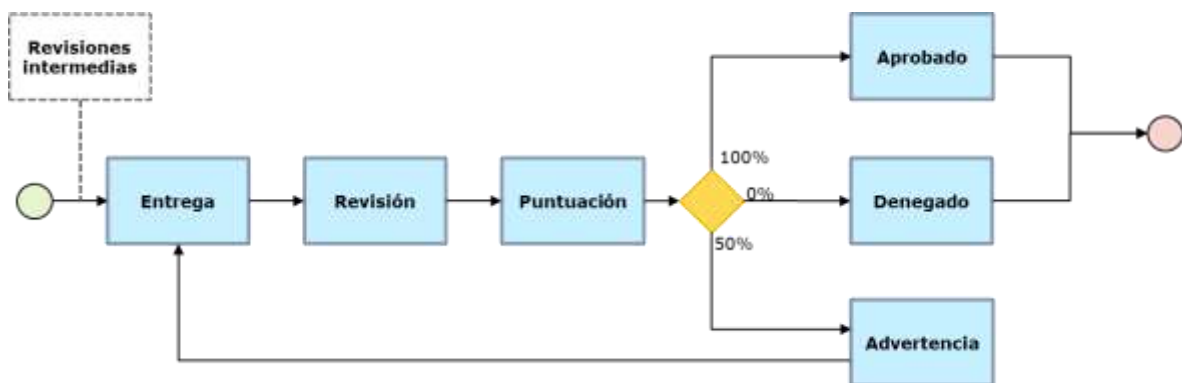 Revisiones
intermedias
Aprobado
100%
Entrega
Revisión
Puntuación
0%
Denegado
50%
Advertencia